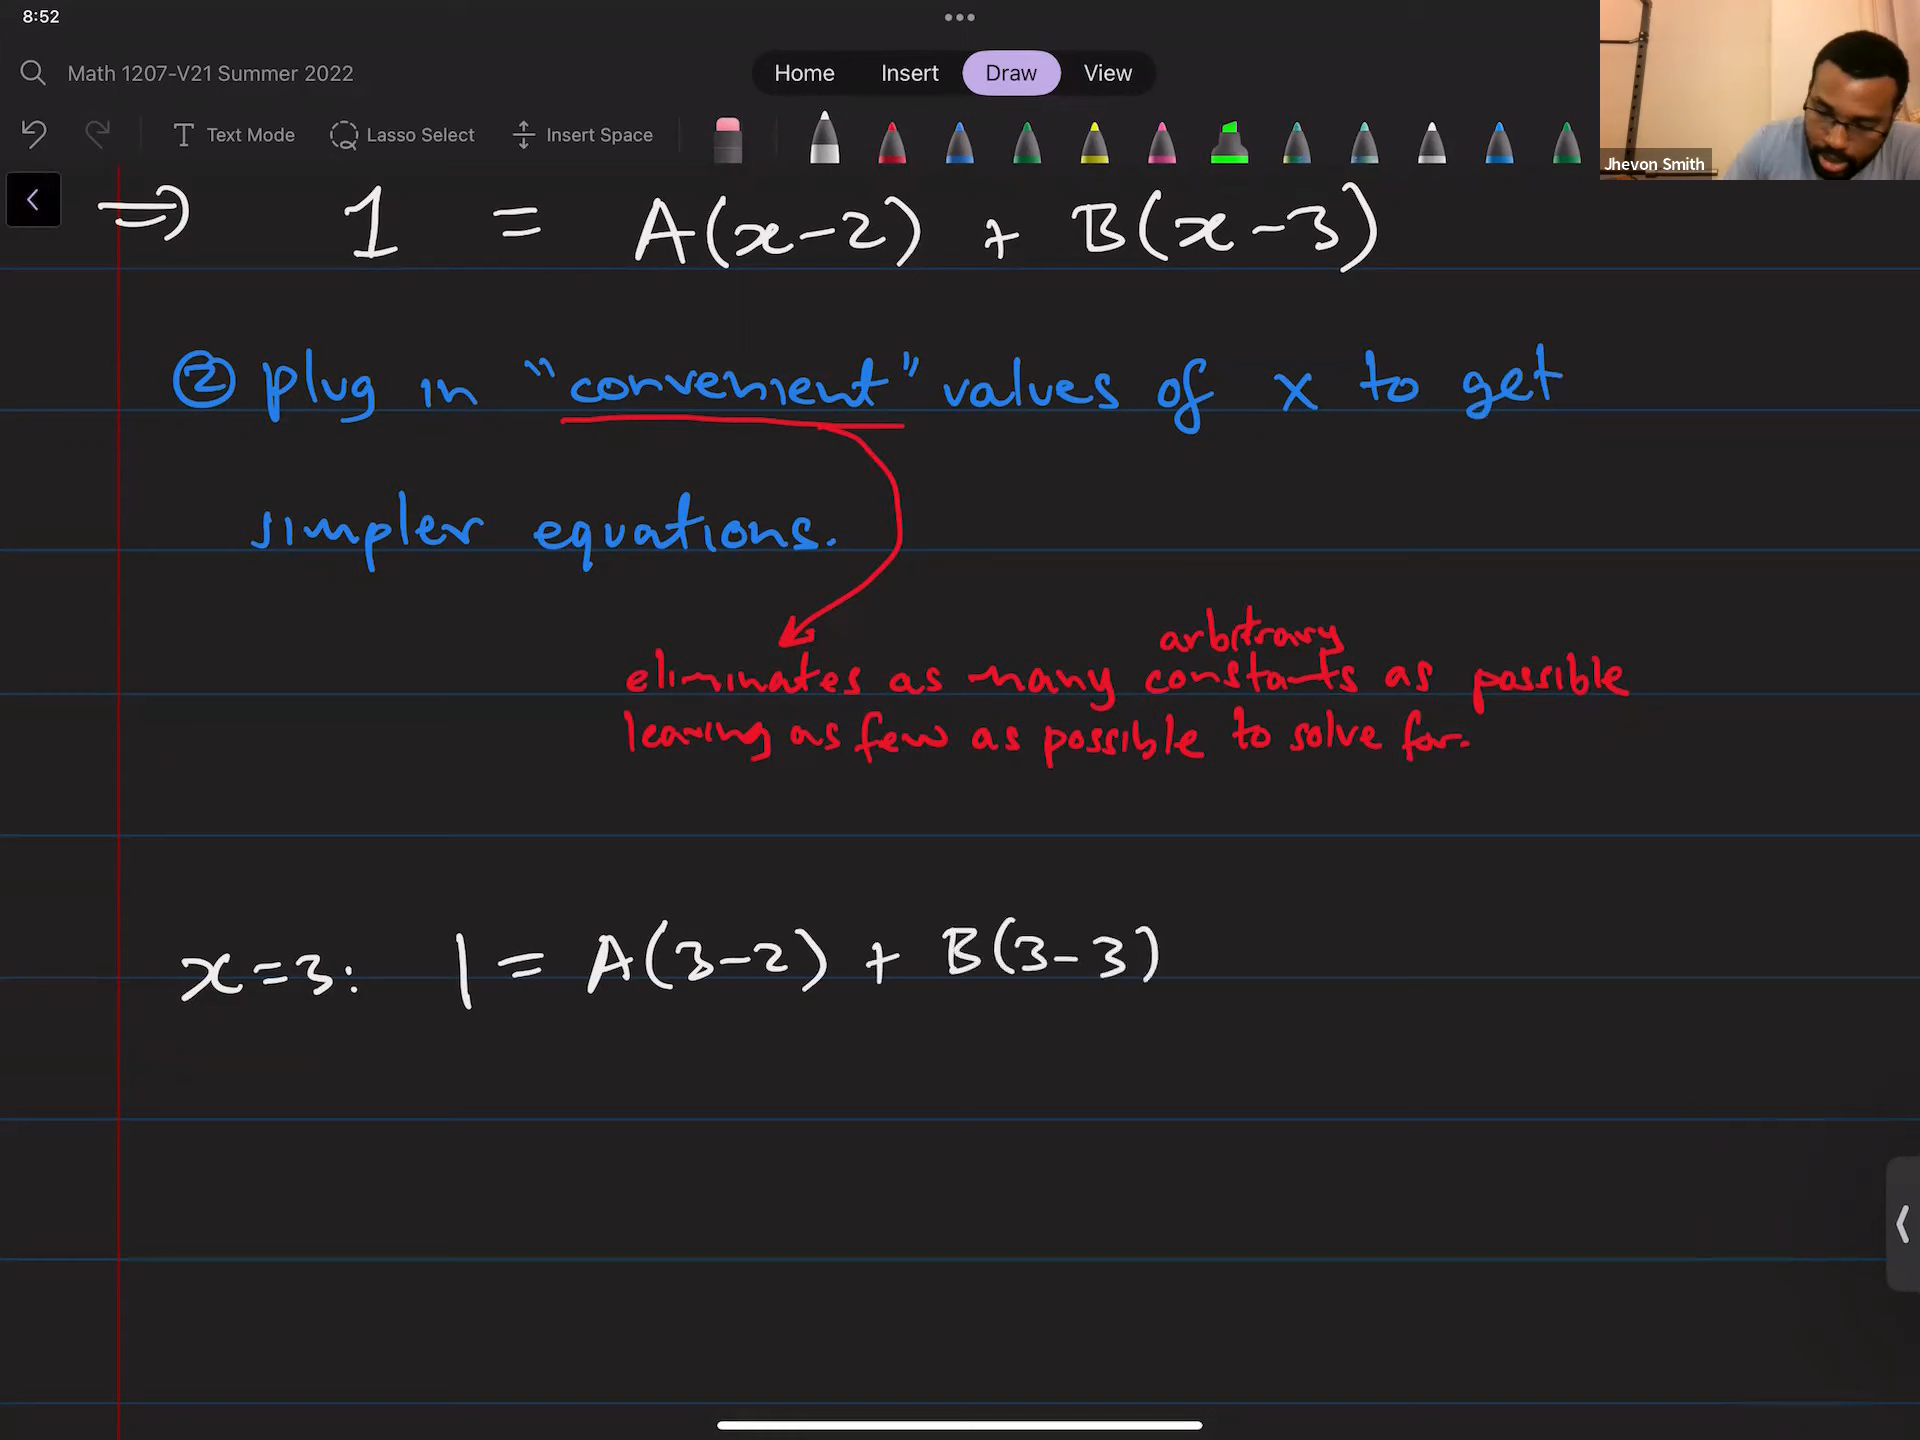 8:52
Math 1207-V21 Summer 2022
Home Insert Draw View
Text Mode Lasso Select Insert Space
Jhevon Smith
⇒ 1 = A(x-2) + B(x-3)
② plug in "convenient" values of x to get
simpler equations.
arbitrary
eliminates as many constants as possible
leaving as few as possible to solve for.
x=3: 1 = A(3-2) + B(3-3)